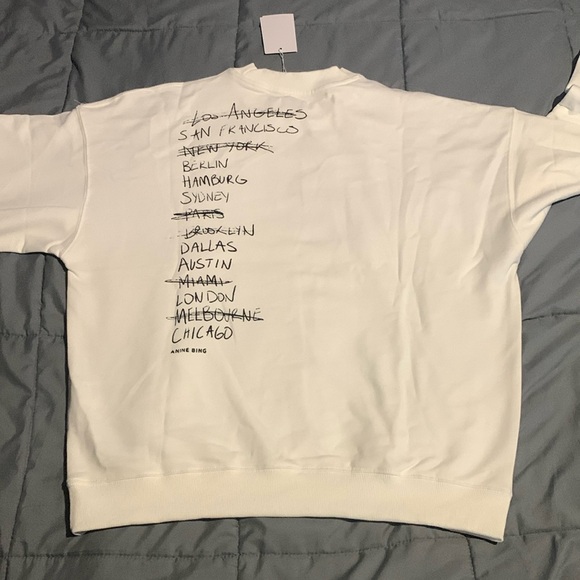 LOS ANGELES
SAN FRANCISCO
NEW YORK
BERLIN
HAMBURG
SYDNEY
PARIS
BROOKLYN
DALLAS
AUSTIN
MIAMI
LONDON
MELBOURNE
CHICAGO
ANINE BING